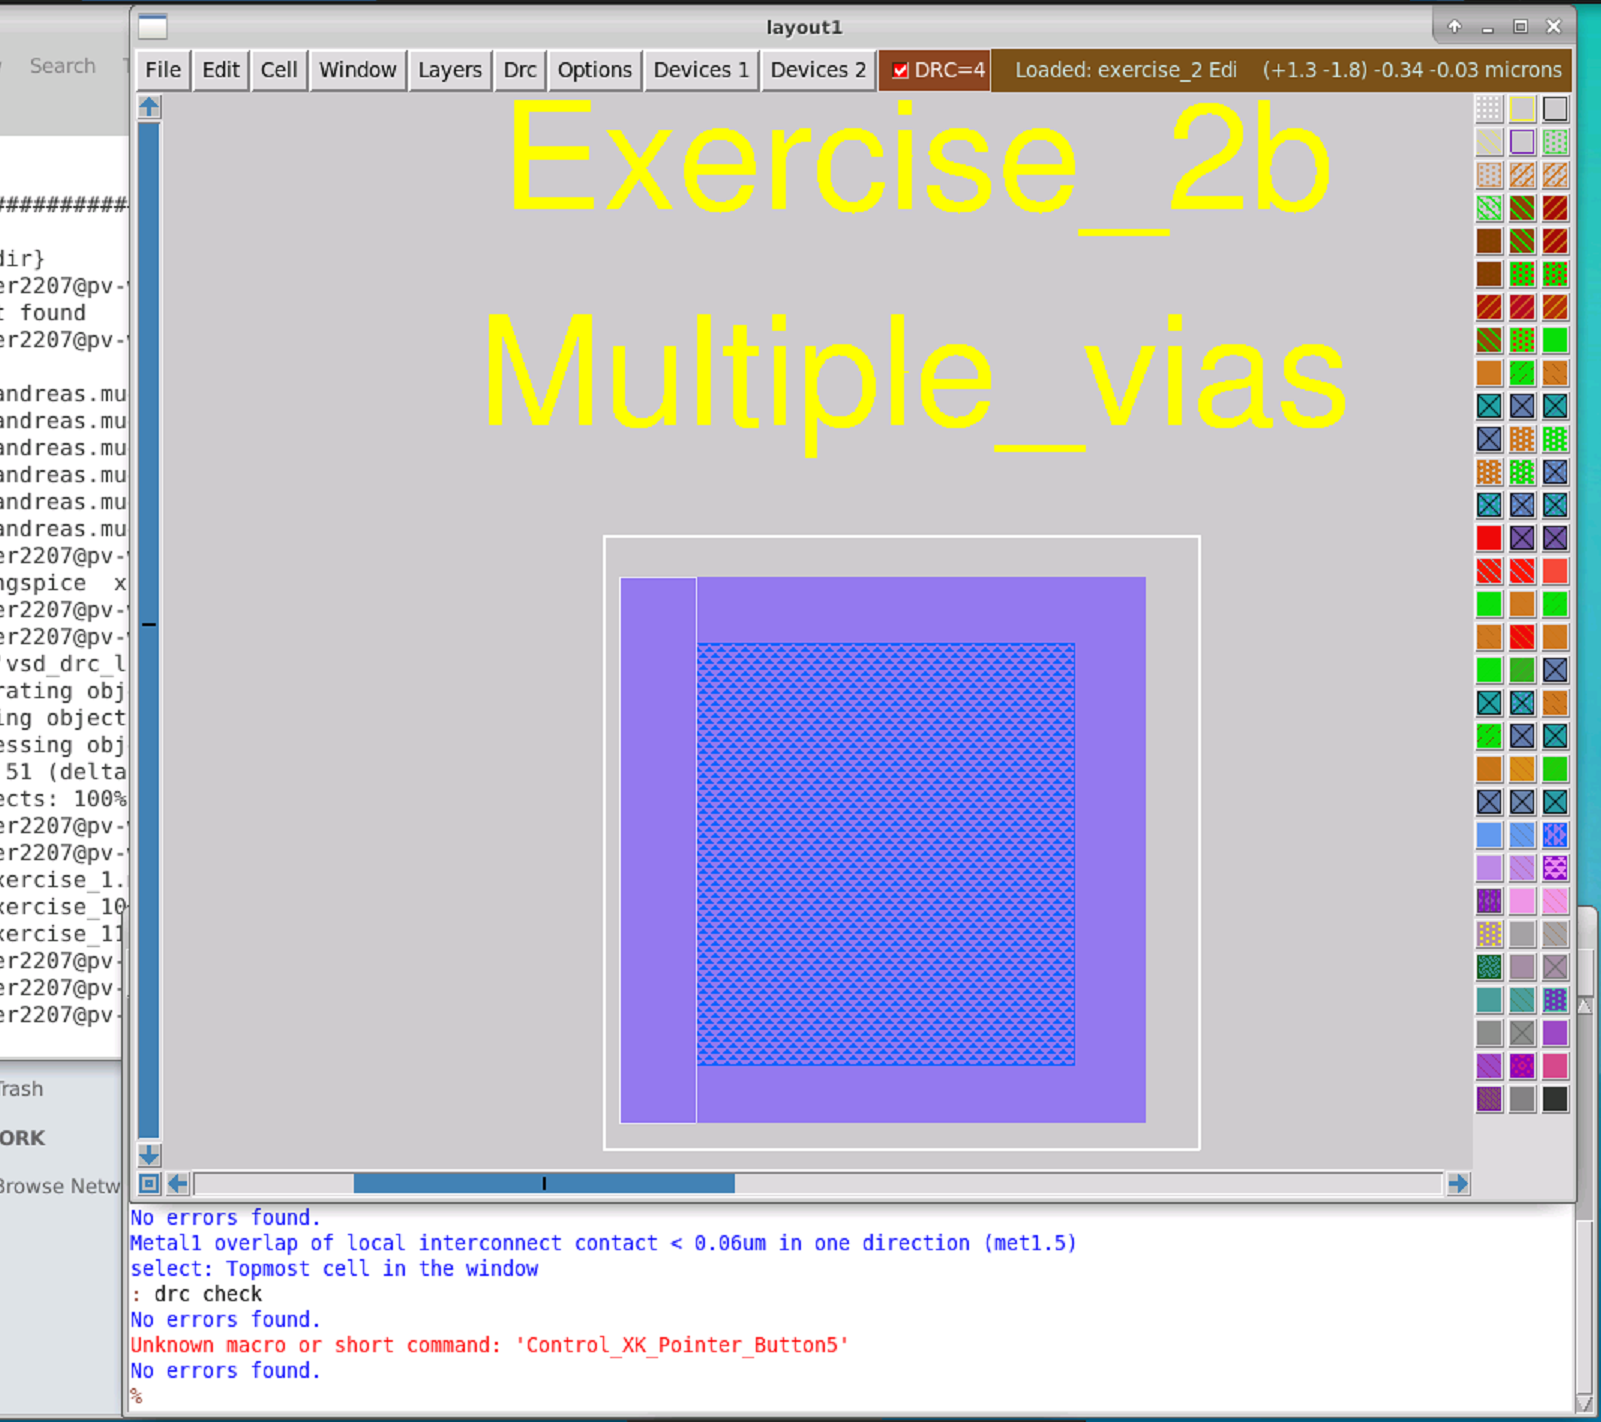 layout1
Search
File Edit Cell Window Layers Drc Options Devices 1 Devices 2 DRC=4 Loaded: exercise_2 Edi (+1.3 -1.8) -0.34 -0.03 microns
Exercise_2b
Multiple_vias
##########
dir}
er2207@pv-
t found
er2207@pv-
andreas.mu
andreas.mu
andreas.mu
andreas.mu
andreas.mu
andreas.mu
er2207@pv-
ngspice x
er2207@pv-
er2207@pv-
'vsd_drc_l
rating obj
ing object
essing obj
51 (delta
ects: 100%
er2207@pv-
er2207@pv-
xercise_1.
xercise_10
xercise_11
er2207@pv-
er2207@pv-
er2207@pv-
Trash
ORK
Browse Netw
No errors found.
Metal1 overlap of local interconnect contact < 0.06um in one direction (met1.5)
select: Topmost cell in the window
: drc check
No errors found.
Unknown macro or short command: 'Control_XK_Pointer_Button5'
No errors found.
%